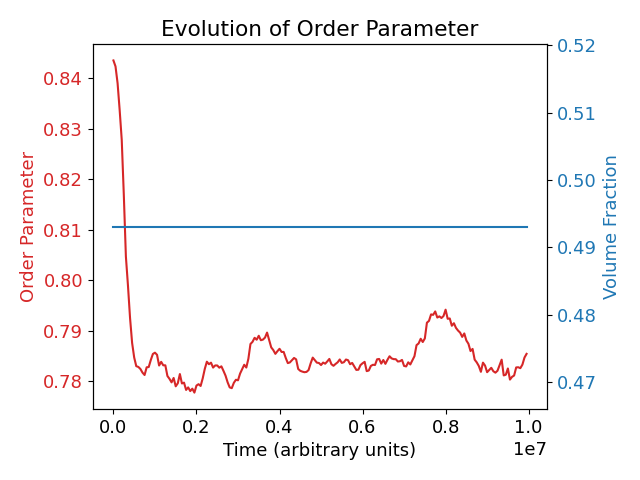 Evolution of Order Parameter
Order Parameter
0.84
0.83
0.82
0.81
0.80
0.79
0.78
0.52
0.51
0.50
0.49
0.48
0.47
Volume Fraction
0.0 0.2 0.4 0.6 0.8 1.0
1e7
Time (arbitrary units)